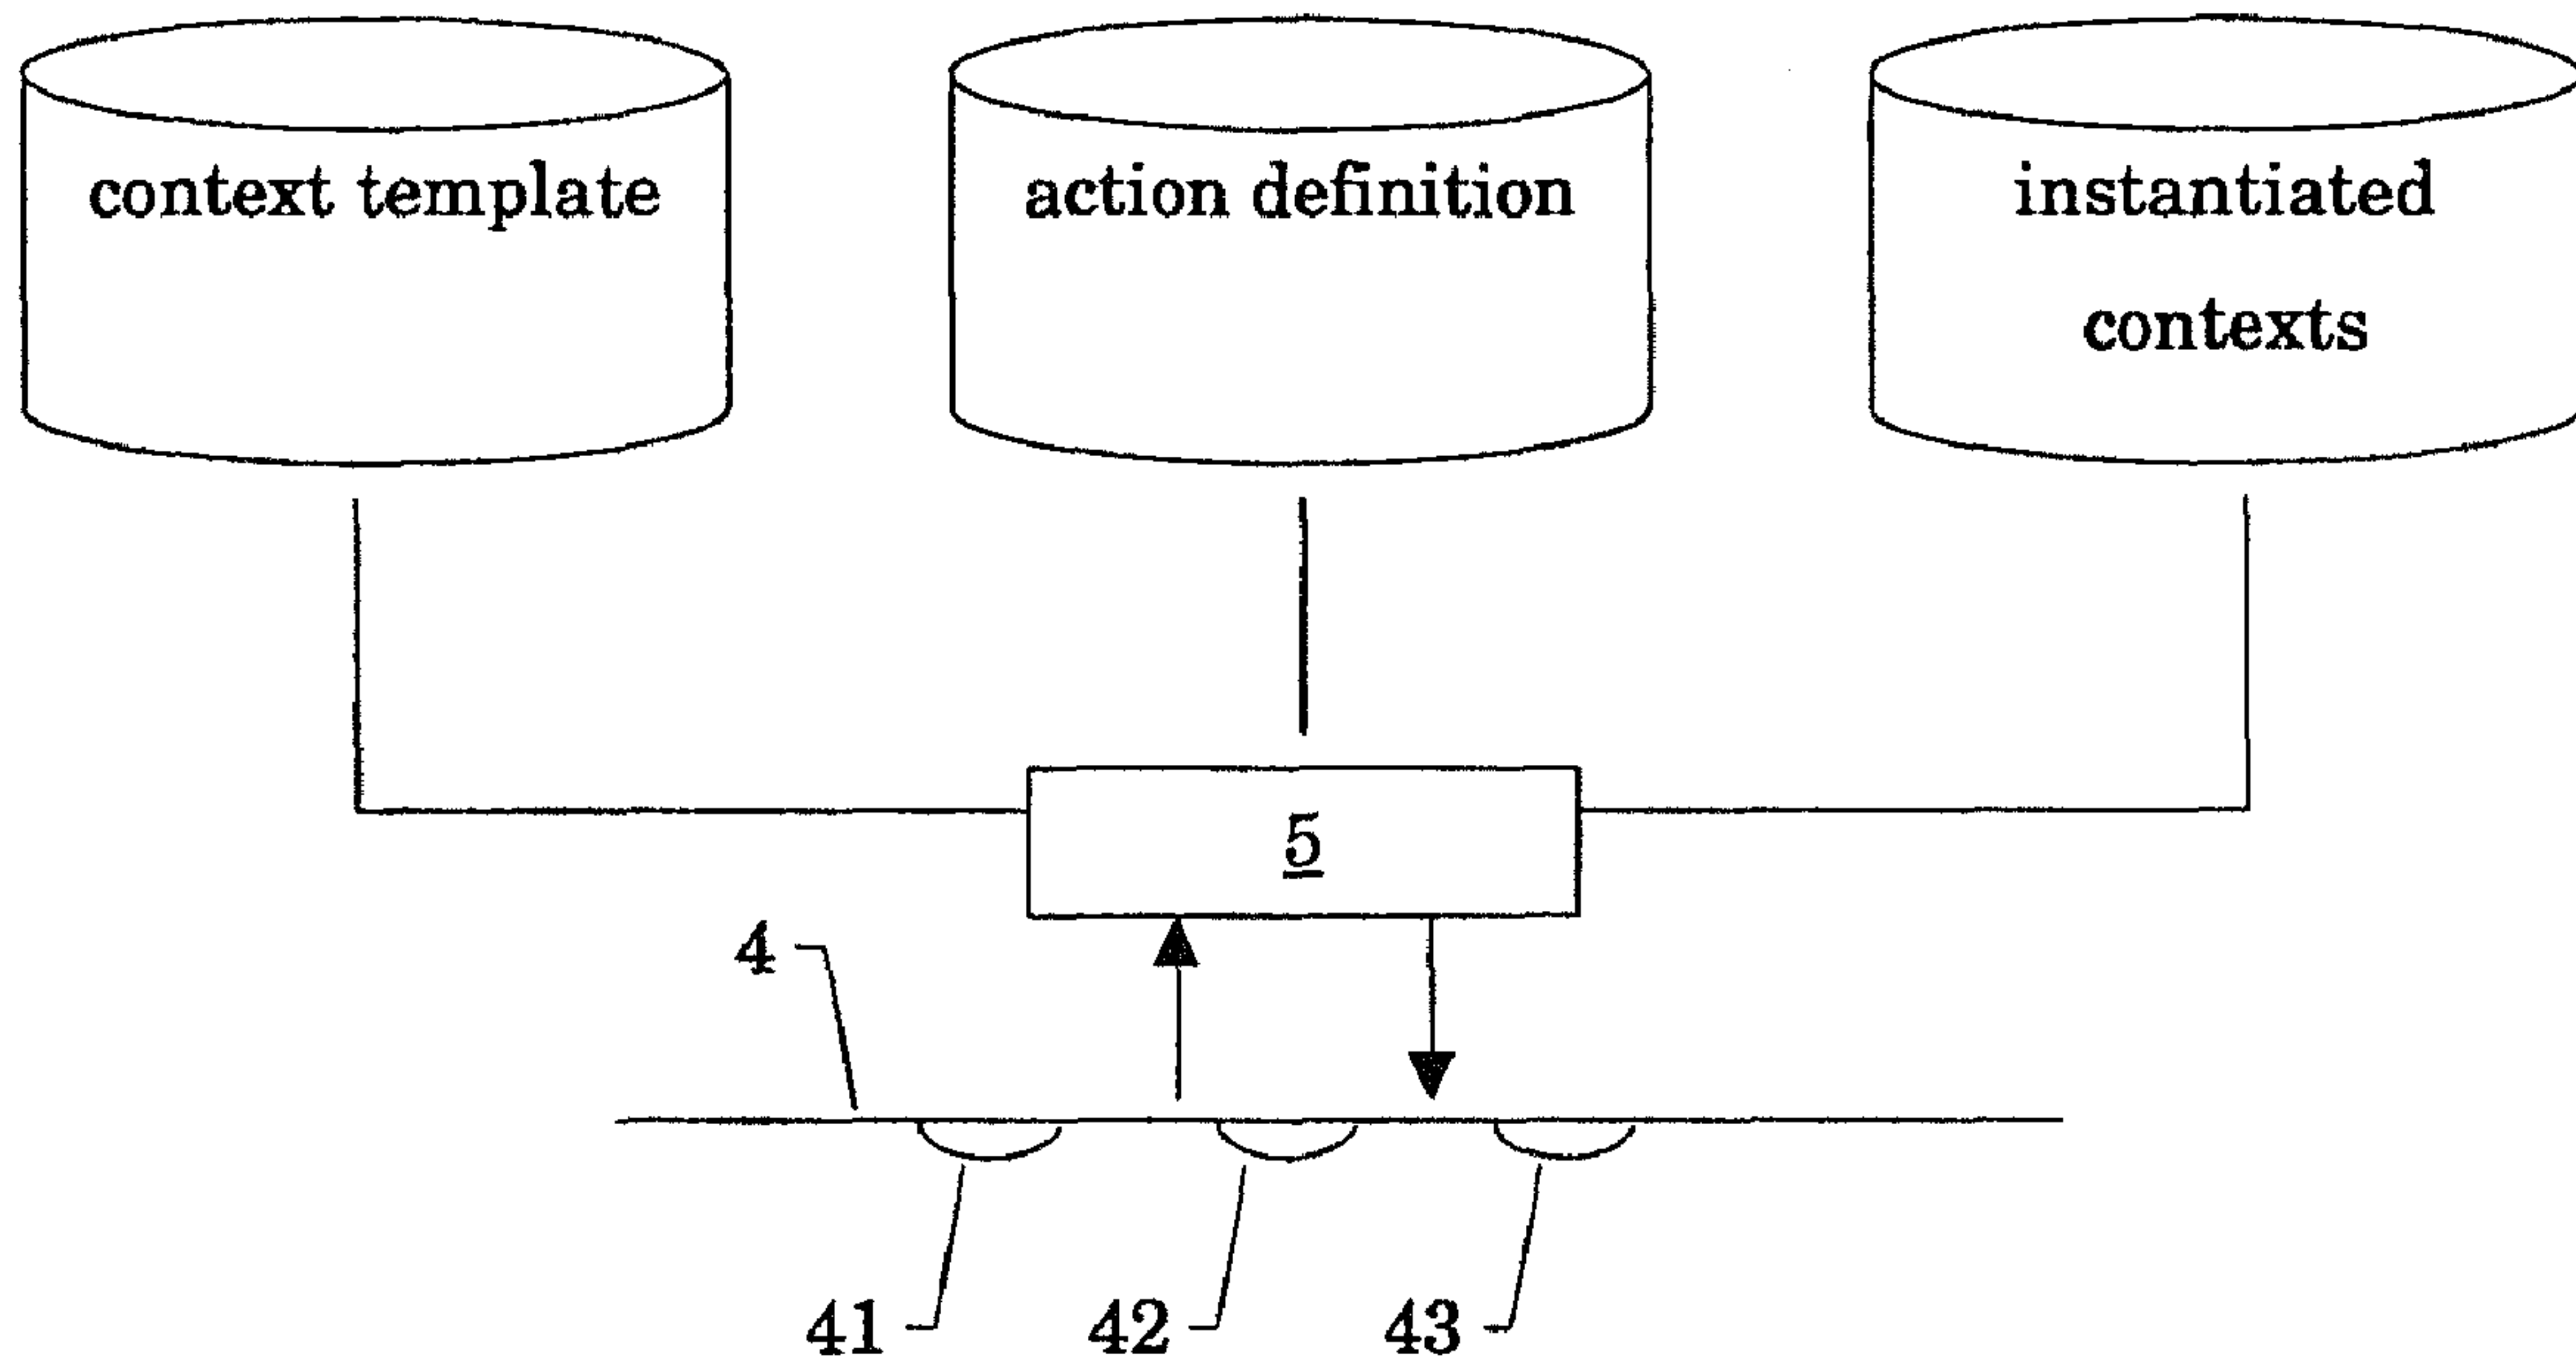 context template
action definition
instantiated
contexts
5
4
41
42
43